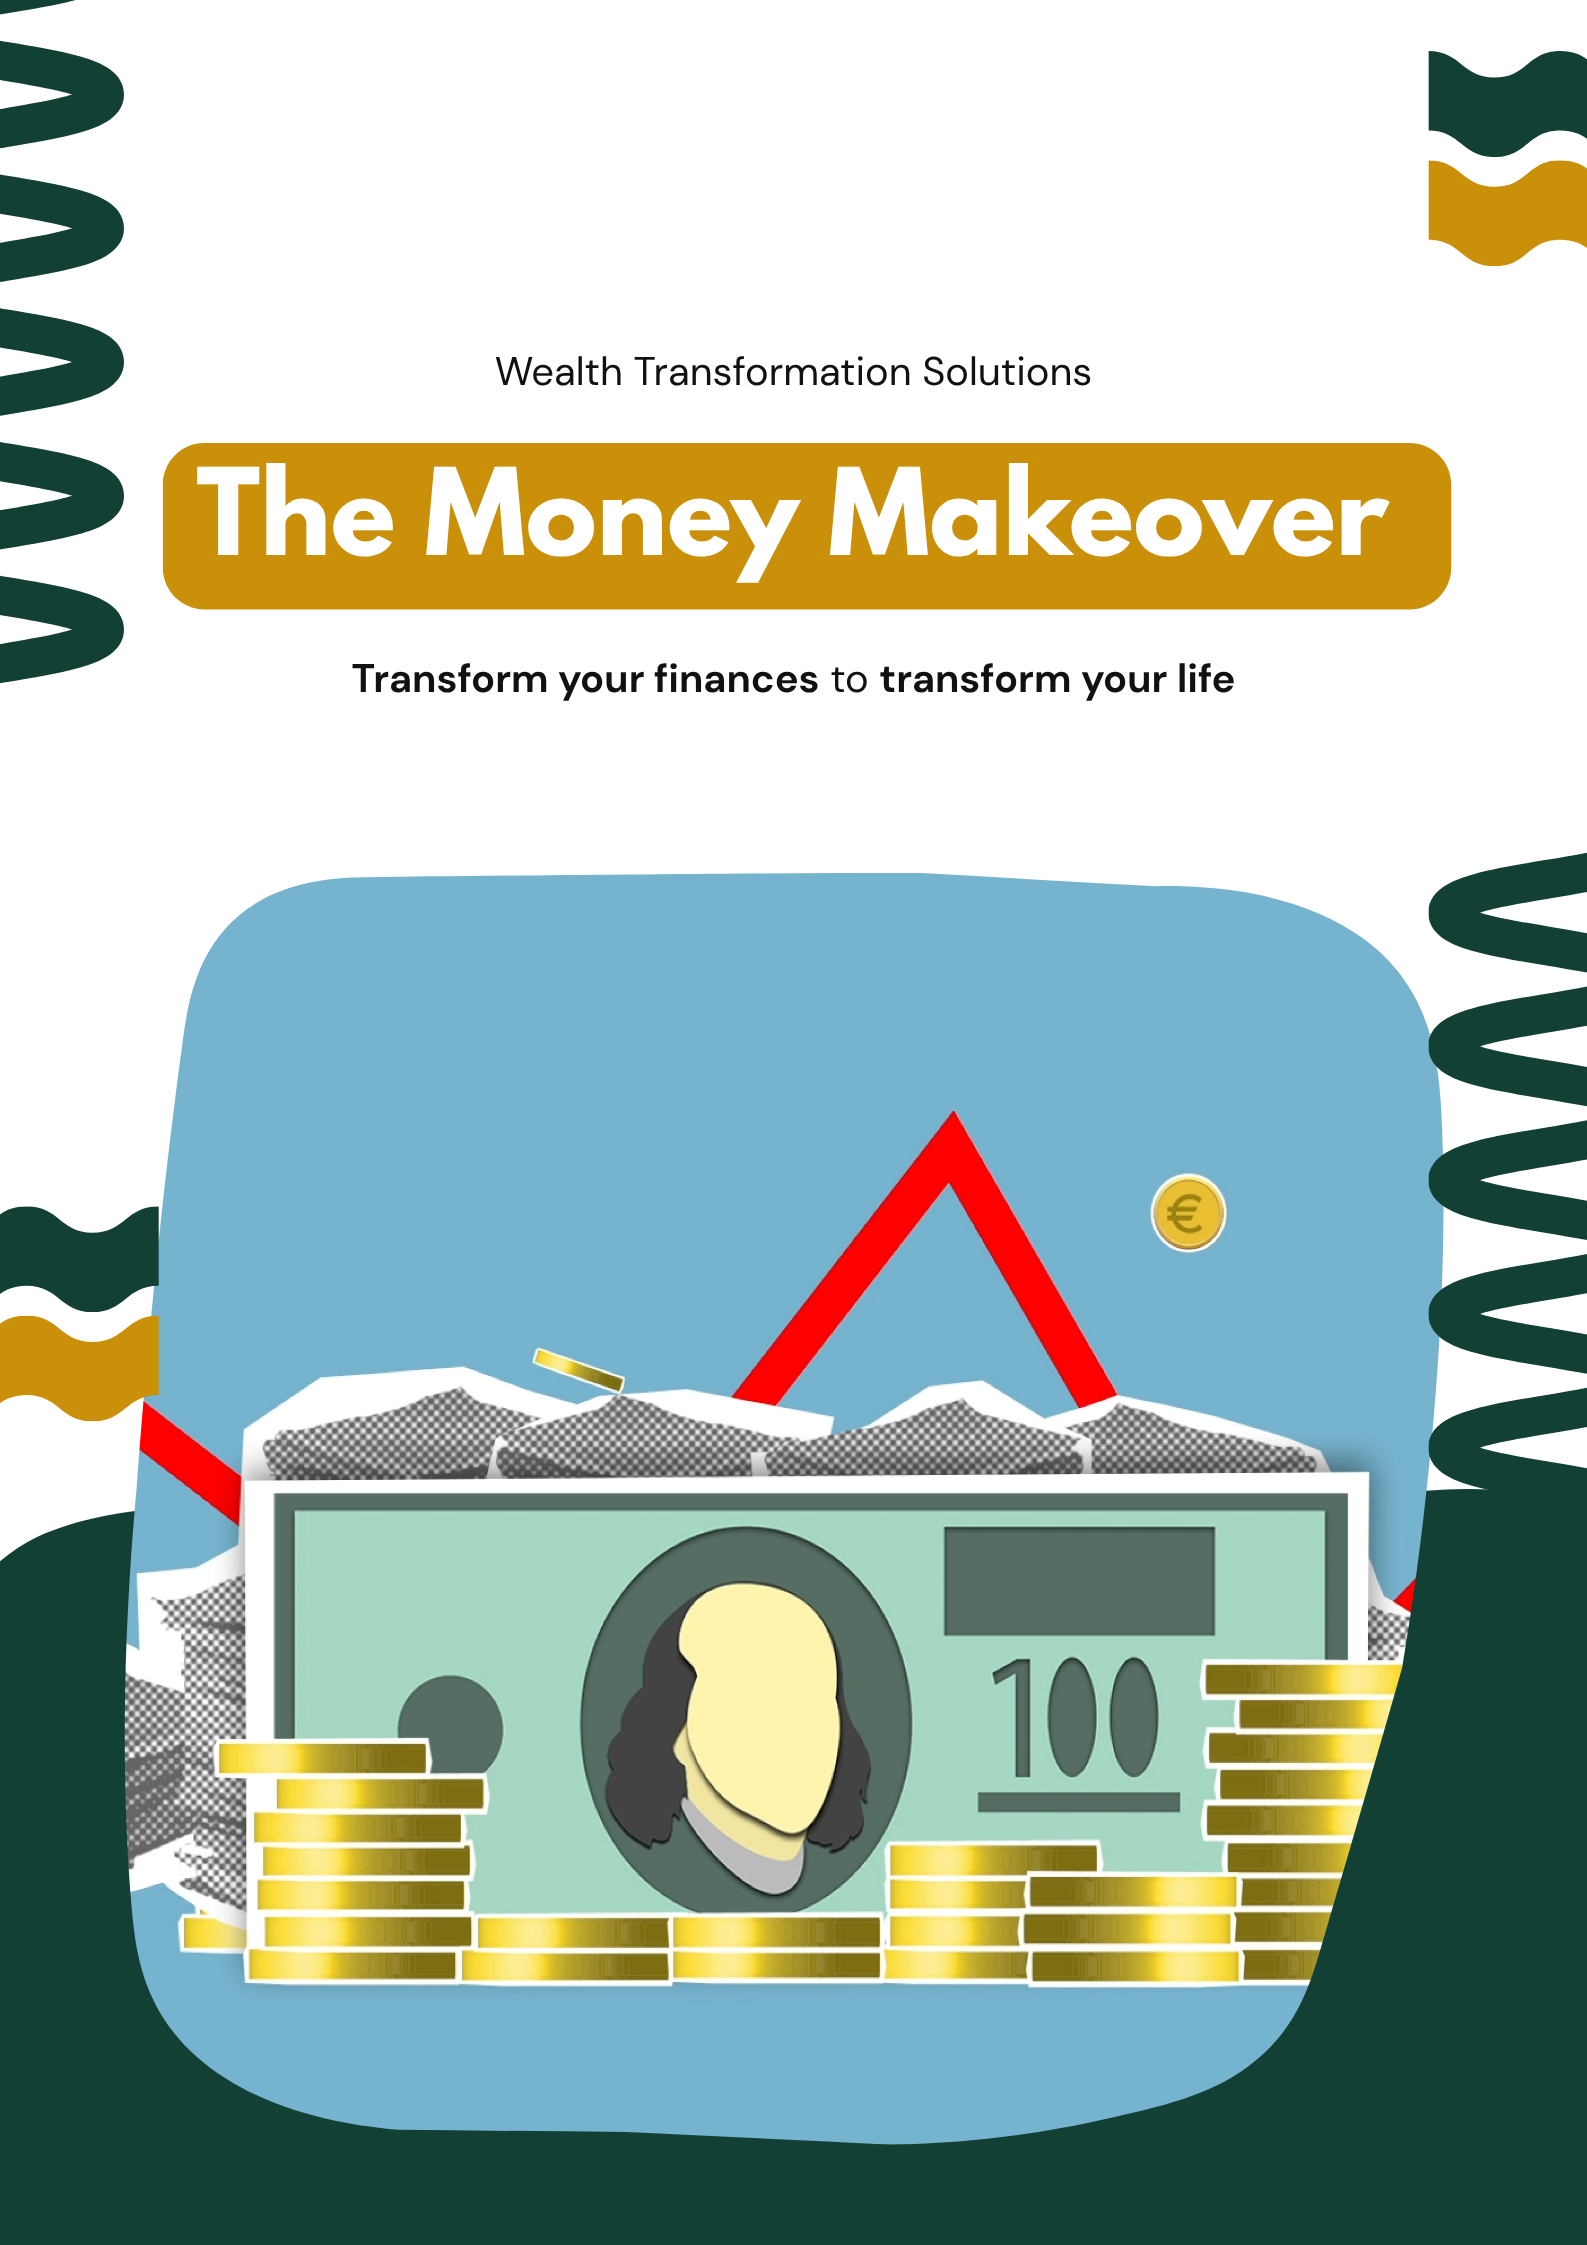 Wealth Transformation Solutions
The Money Makeover
Transform your finances to transform your life
€
100